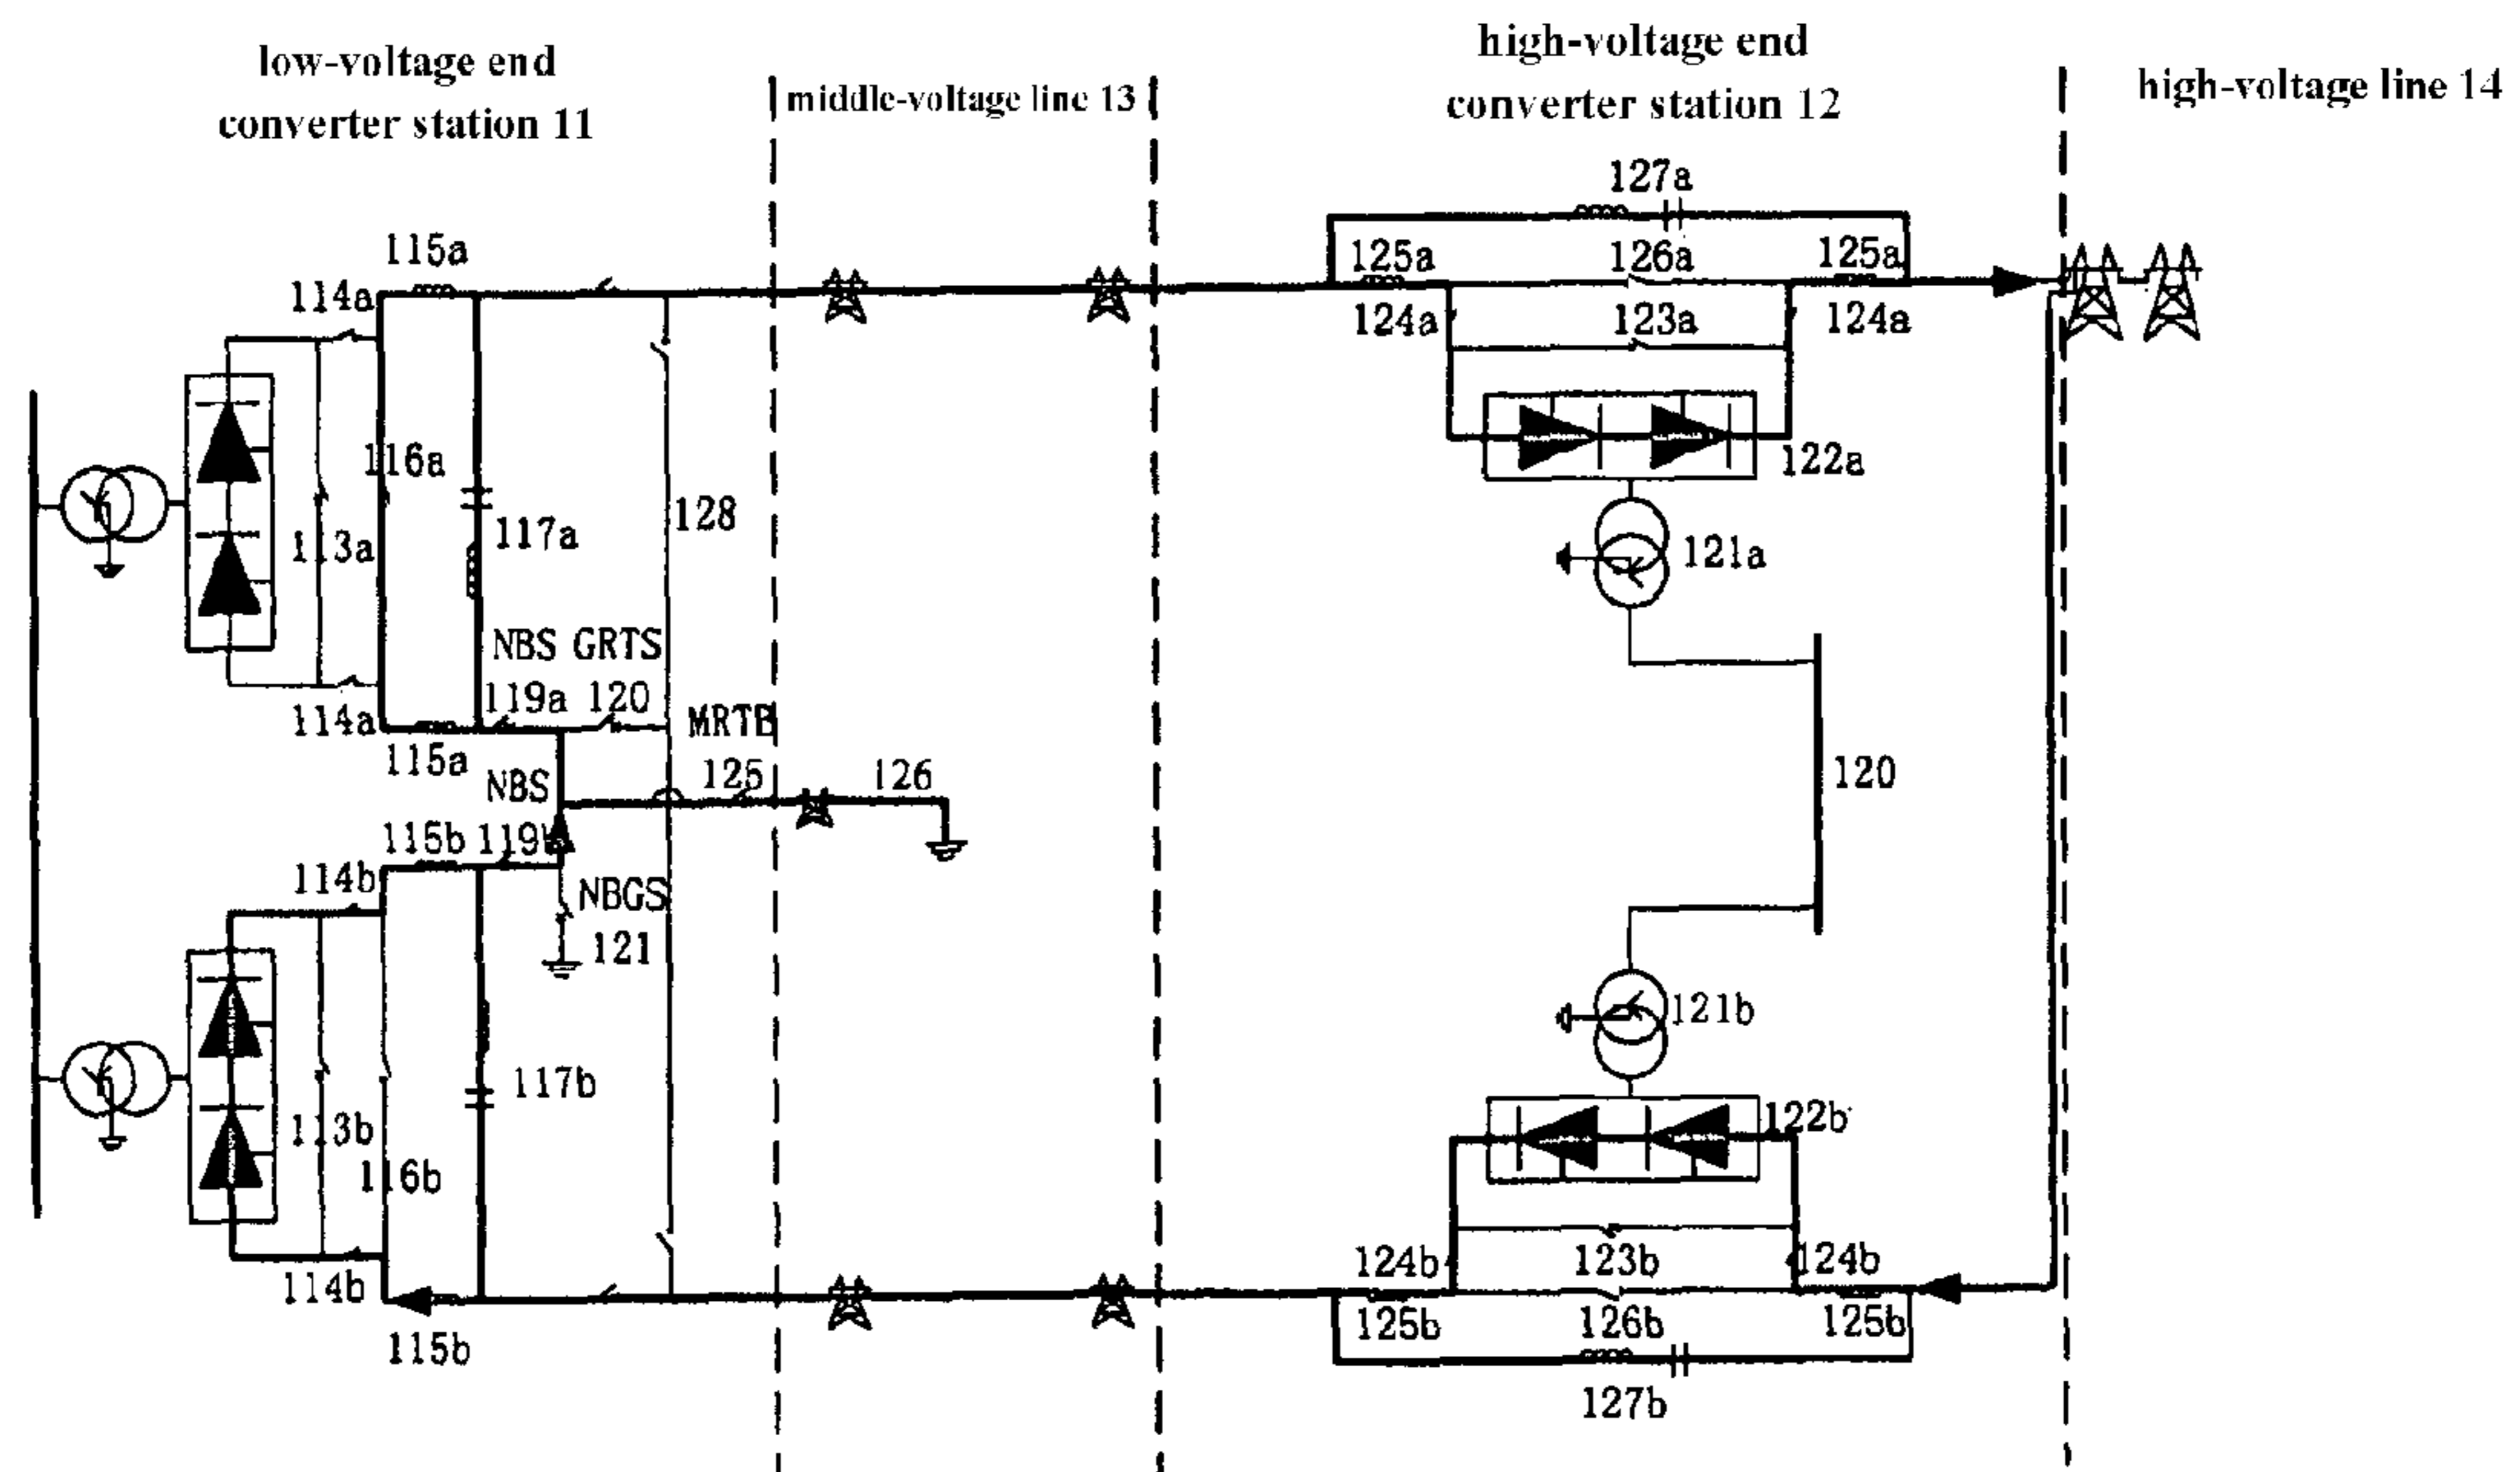 low-voltage end
converter station 11
middle-voltage line 13
high-voltage end
converter station 12
high-voltage line 14
127a
115a
125a
126a
125a
114a
124a
123a
124a
116a
122a
128
117a
113a
121a
NBS GRTS
119a 120
114a
MRTB
115a
NBS
125
126
120
115b
119b
114b
NBGS
121
121b
117b
122b
113b
116b
124b
123b
124b
114b
125b
126b
125b
115b
127b